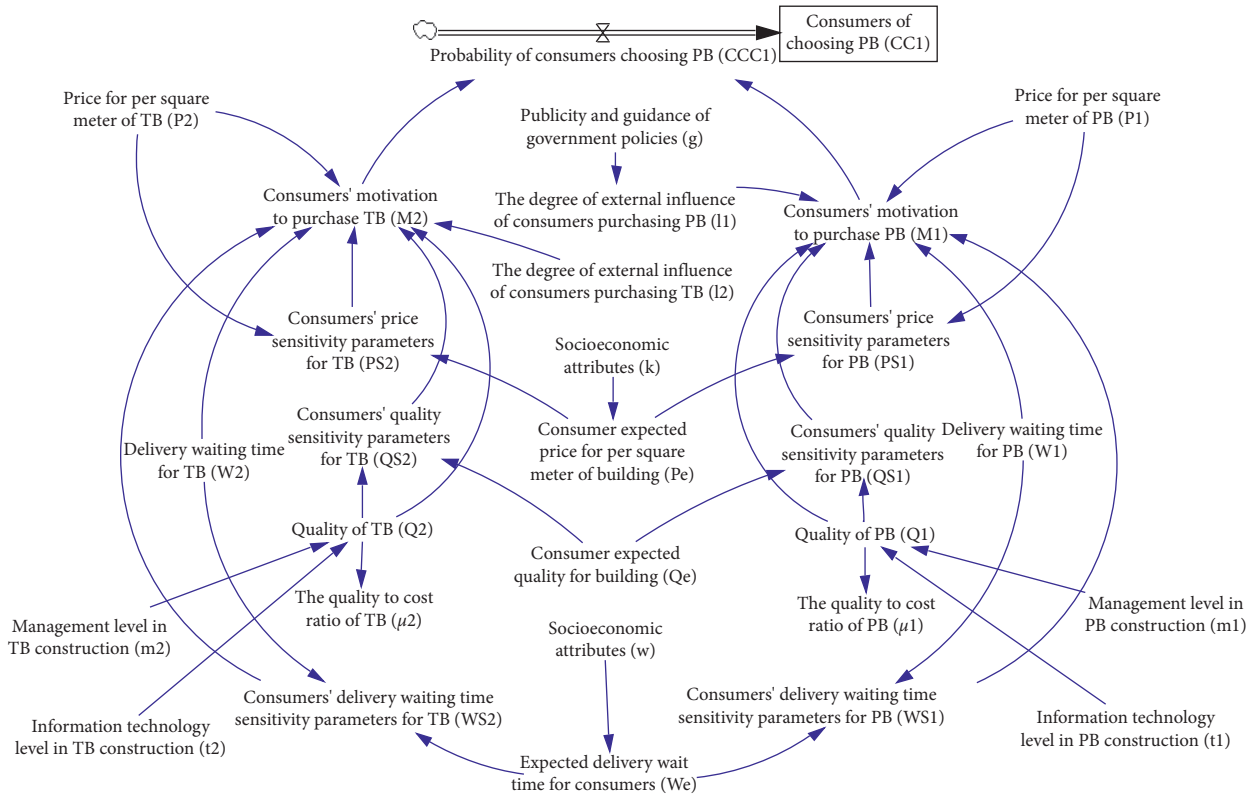 Consumers of
choosing PB (CC1)
Probability of consumers choosing PB (CCC1)
Price for per square
meter of TB (P2)
Publicity and guidance of
government policies (g)
Price for per square
meter of PB (P1)
Consumers' motivation
to purchase TB (M2)
The degree of external influence
of consumers purchasing PB (l1)
Consumers' motivation
to purchase PB (M1)
The degree of external influence
of consumers purchasing TB (l2)
Consumers' price
sensitivity parameters
for TB (PS2)
Socioeconomic
attributes (k)
Consumers' price
sensitivity parameters
for PB (PS1)
Delivery waiting time
for TB (W2)
Consumers' quality
sensitivity parameters
for TB (QS2)
Consumer expected
price for per square
meter of building (Pe)
Consumers' quality
sensitivity parameters
for PB (QS1)
Delivery waiting time
for PB (W1)
Quality of TB (Q2)
Consumer expected
quality for building (Qe)
Quality of PB (Q1)
The quality to cost
ratio of TB (μ2)
The quality to cost
ratio of PB (μ1)
Management level in
TB construction (m2)
Socioeconomic
attributes (w)
Management level in
PB construction (m1)
Information technology
level in TB construction (t2)
Consumers' delivery waiting time
sensitivity parameters for TB (WS2)
Consumers' delivery waiting time
sensitivity parameters for PB (WS1)
Information technology
level in PB construction (t1)
Expected delivery wait
time for consumers (We)